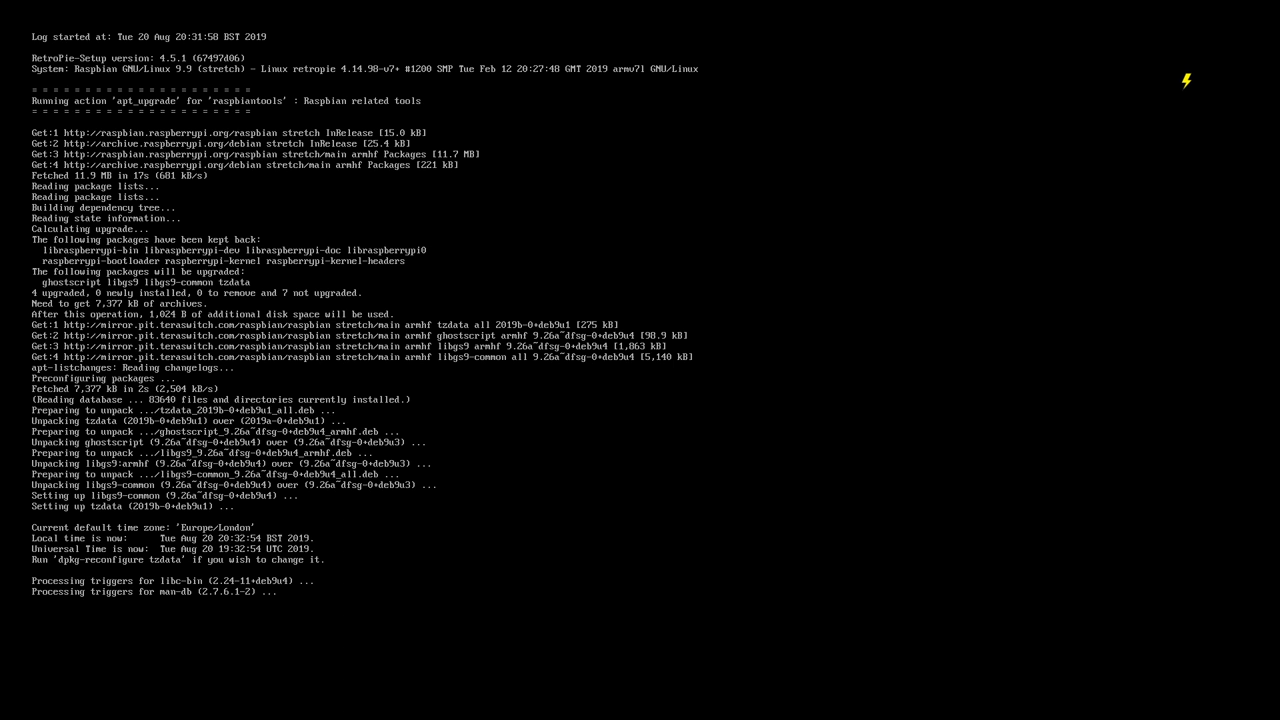 Log started at: Tue 20 Aug 20:31:58 BST 2019
RetroPie-Setup version: 4.5.1 (67497d06)
System: Raspbian GNU/Linux 9.9 (stretch) - Linux retropie 4.14.98-v7+ #1200 SMP Tue Feb 12 20:27:48 GMT 2019 armv7l GNU/Linux
= = = = = = = = = = = = = = = = = = = = =
Running action 'apt_upgrade' for 'raspbiantools' : Raspbian related tools
= = = = = = = = = = = = = = = = = = = = =
Get:1 http://raspbian.raspberrypi.org/raspbian stretch InRelease [15.0 kB]
Get:2 http://archive.raspberrypi.org/debian stretch InRelease [25.4 kB]
Get:3 http://raspbian.raspberrypi.org/raspbian stretch/main armhf Packages [11.7 MB]
Get:4 http://archive.raspberrypi.org/debian stretch/main armhf Packages [221 kB]
Fetched 11.9 MB in 17s (681 kB/s)
Reading package lists...
Reading package lists...
Building dependency tree...
Reading state information...
Calculating upgrade...
The following packages have been kept back:
  libraspberrypi-bin libraspberrypi-dev libraspberrypi-doc libraspberrypi0
  raspberrypi-bootloader raspberrypi-kernel raspberrypi-kernel-headers
The following packages will be upgraded:
  ghostscript libgs9 libgs9-common tzdata
4 upgraded, 0 newly installed, 0 to remove and 7 not upgraded.
Need to get 7,377 kB of archives.
After this operation, 1,024 B of additional disk space will be used.
Get:1 http://mirror.pit.teraswitch.com/raspbian/raspbian stretch/main armhf tzdata all 2019b-0+deb9u1 [275 kB]
Get:2 http://mirror.pit.teraswitch.com/raspbian/raspbian stretch/main armhf ghostscript armhf 9.26a~dfsg-0+deb9u4 [98.9 kB]
Get:3 http://mirror.pit.teraswitch.com/raspbian/raspbian stretch/main armhf libgs9 armhf 9.26a~dfsg-0+deb9u4 [1,863 kB]
Get:4 http://mirror.pit.teraswitch.com/raspbian/raspbian stretch/main armhf libgs9-common all 9.26a~dfsg-0+deb9u4 [5,140 kB]
apt-listchanges: Reading changelogs...
Preconfiguring packages ...
Fetched 7,377 kB in 2s (2,504 kB/s)
(Reading database ... 83640 files and directories currently installed.)
Preparing to unpack .../tzdata_2019b-0+deb9u1_all.deb ...
Unpacking tzdata (2019b-0+deb9u1) over (2019a-0+deb9u1) ...
Preparing to unpack .../ghostscript_9.26a~dfsg-0+deb9u4_armhf.deb ...
Unpacking ghostscript (9.26a~dfsg-0+deb9u4) over (9.26a~dfsg-0+deb9u3) ...
Preparing to unpack .../libgs9_9.26a~dfsg-0+deb9u4_armhf.deb ...
Unpacking libgs9:armhf (9.26a~dfsg-0+deb9u4) over (9.26a~dfsg-0+deb9u3) ...
Preparing to unpack .../libgs9-common_9.26a~dfsg-0+deb9u4_all.deb ...
Unpacking libgs9-common (9.26a~dfsg-0+deb9u4) over (9.26a~dfsg-0+deb9u3) ...
Setting up libgs9-common (9.26a~dfsg-0+deb9u4) ...
Setting up tzdata (2019b-0+deb9u1) ...
Current default time zone: 'Europe/London'
Local time is now:      Tue Aug 20 20:32:54 BST 2019.
Universal Time is now:  Tue Aug 20 19:32:54 UTC 2019.
Run 'dpkg-reconfigure tzdata' if you wish to change it.
Processing triggers for libc-bin (2.24-11+deb9u4) ...
Processing triggers for man-db (2.7.6.1-2) ...